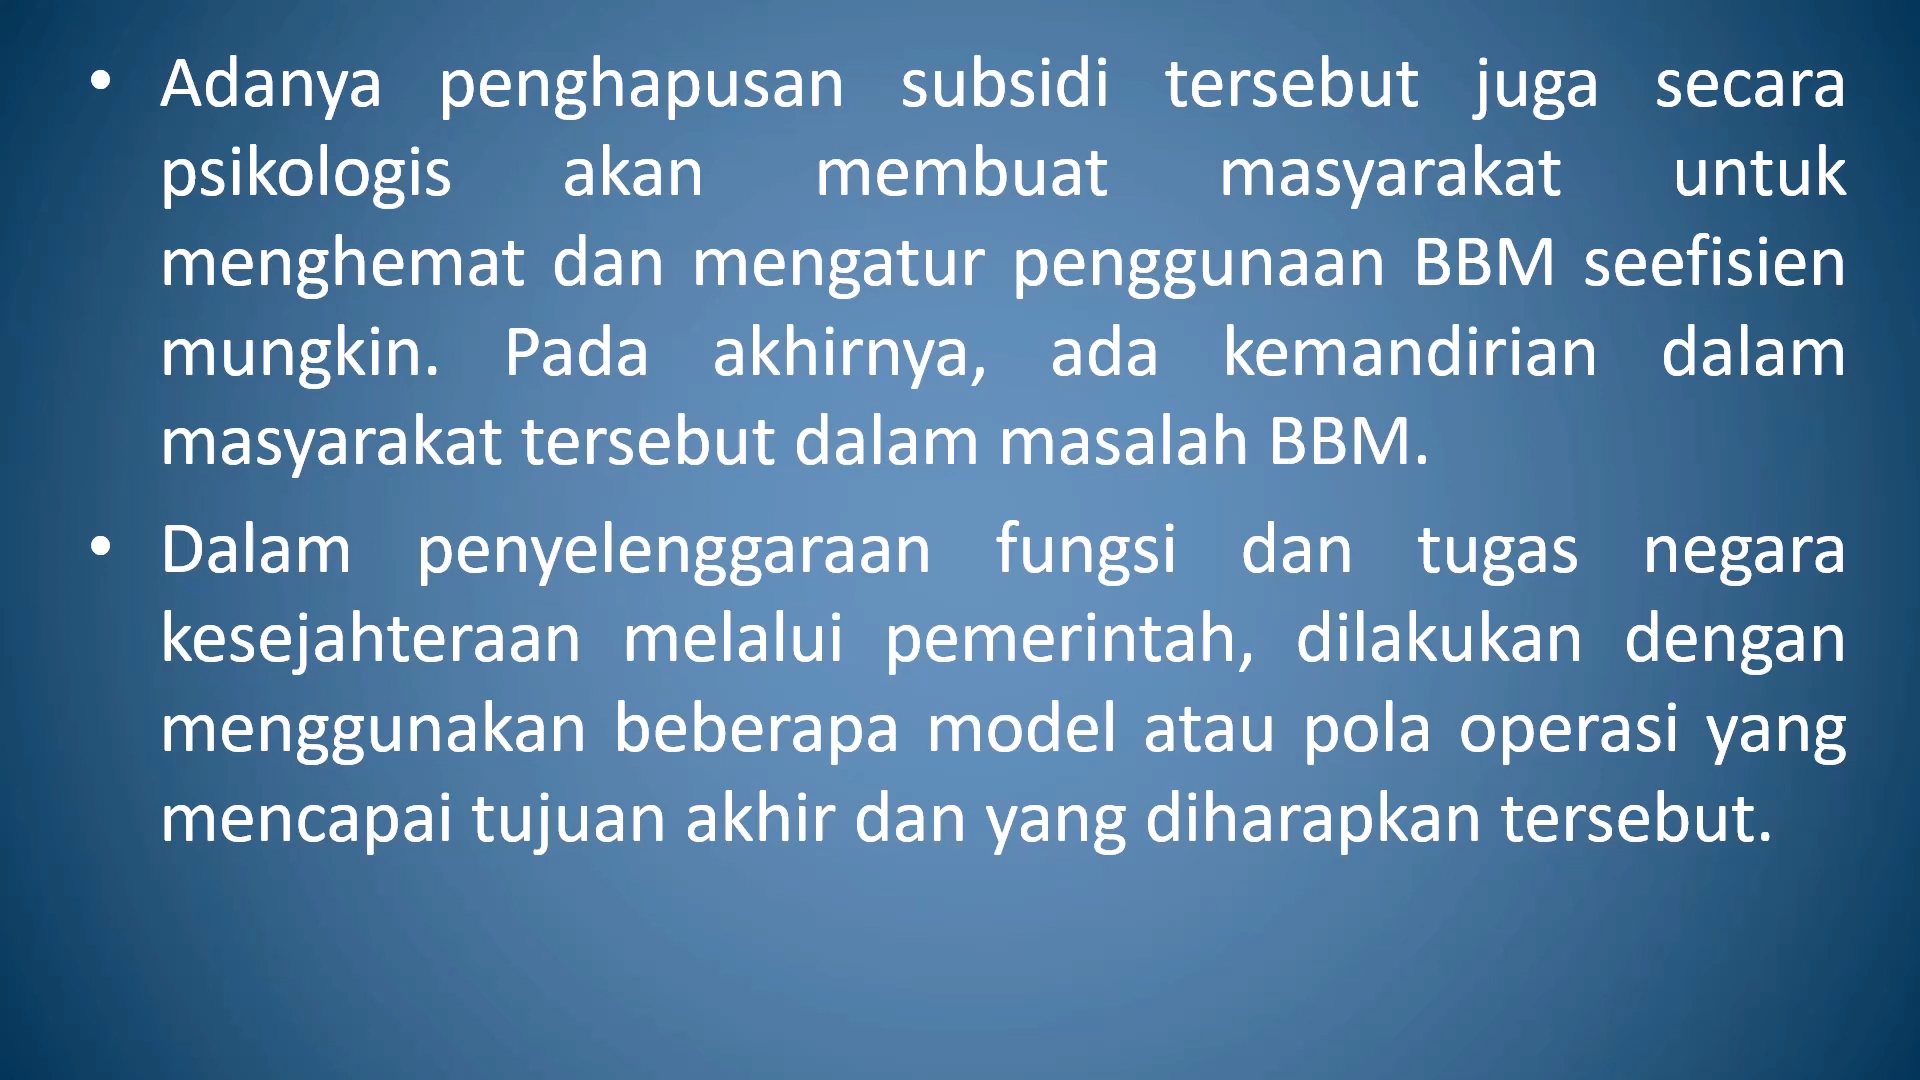 • Adanya penghapusan subsidi tersebut juga secara
psikologis akan membuat masyarakat untuk
menghemat dan mengatur penggunaan BBM seefisien
mungkin. Pada akhirnya, ada kemandirian dalam
masyarakat tersebut dalam masalah BBM.
• Dalam penyelenggaraan fungsi dan tugas negara
kesejahteraan melalui pemerintah, dilakukan dengan
menggunakan beberapa model atau pola operasi yang
mencapai tujuan akhir dan yang diharapkan tersebut.